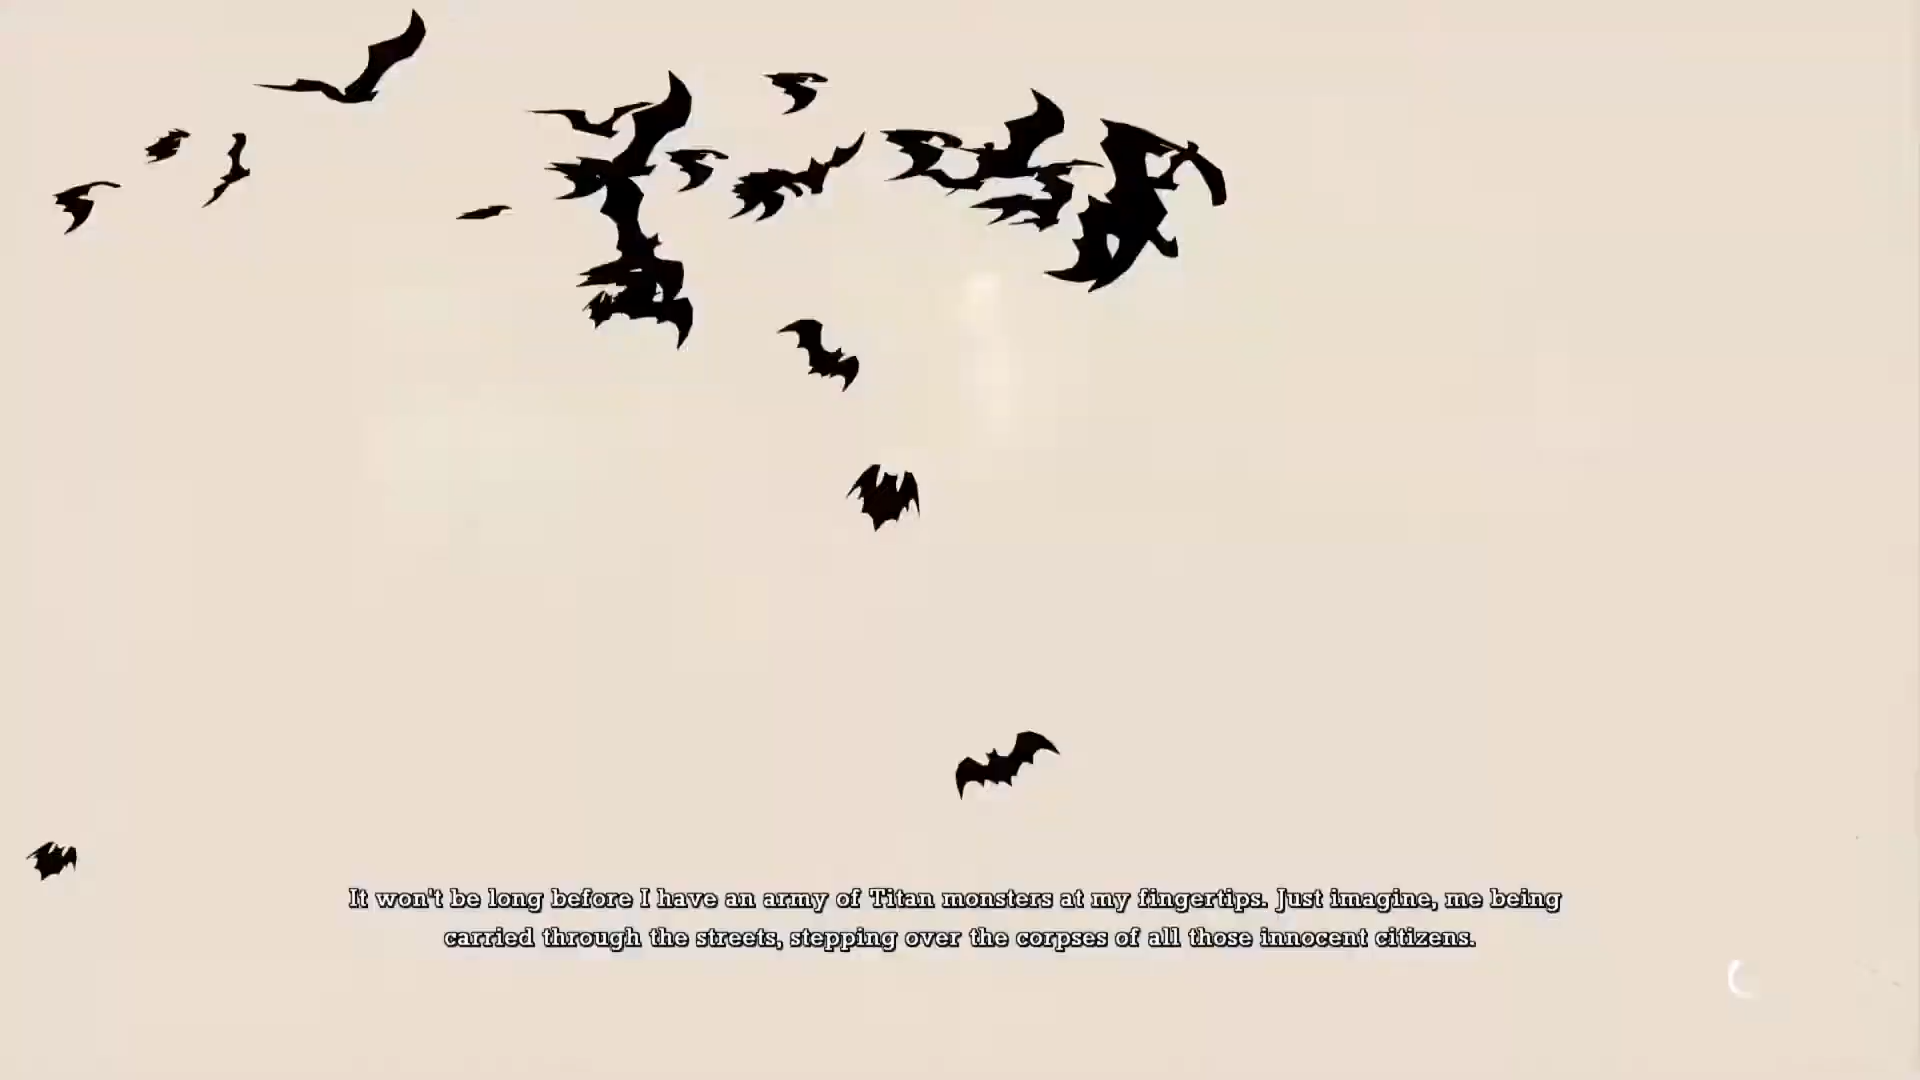 It won't be long before I have an army of Titan monsters at my fingertips. Just imagine, me being
carried through the streets, stepping over the corpses of all those innocent citizens.